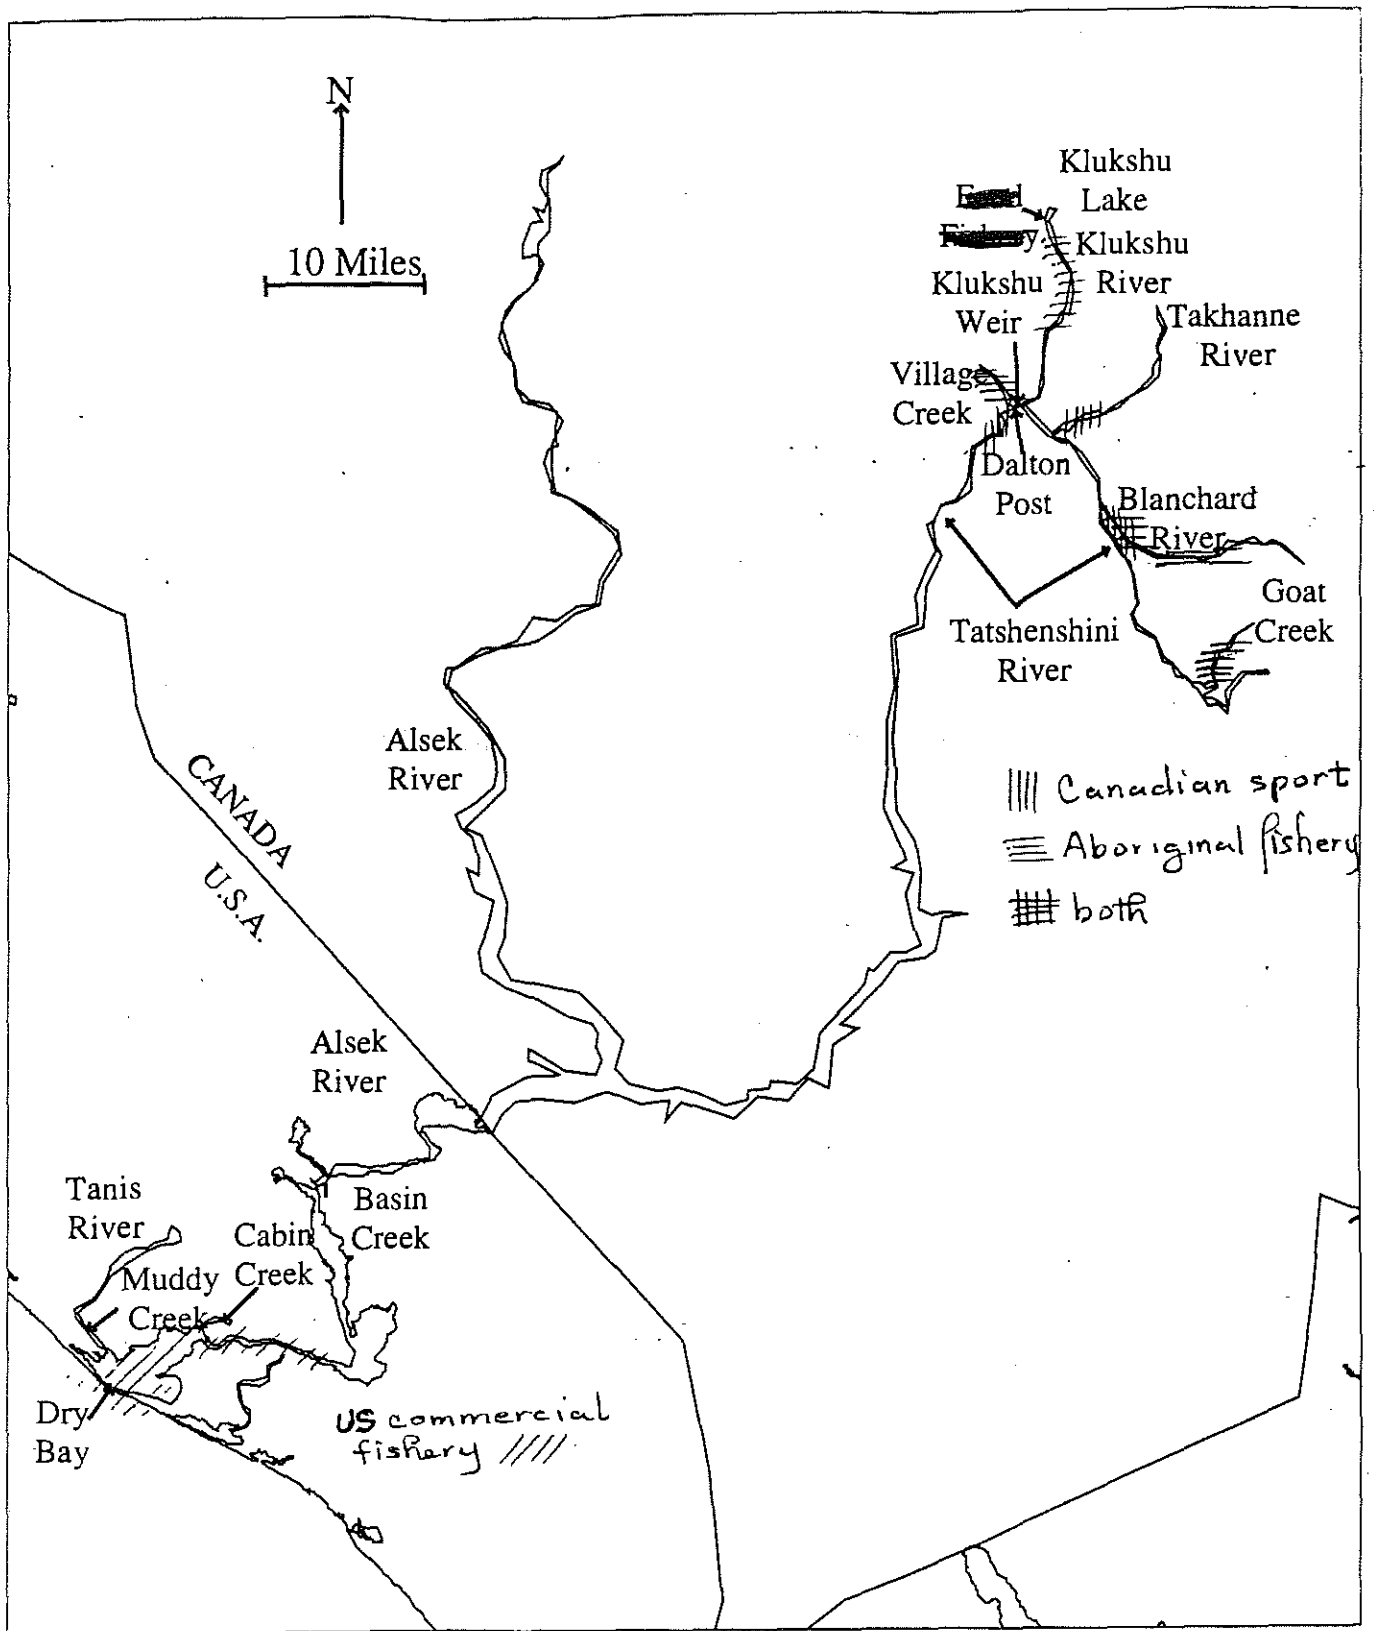 N
10 Miles
Klukshu
Lake
Klukshu
River
Klukshu
Weir
Takhanne
River
Village
Creek
Dalton
Post
Blanchard
River
Goat
Creek
Tatshenshini
River
Alsek
River
CANADA
U.S.A.
|||| Canadian sport
Aboriginal fishery
both
Alsek
River
Tanis
River
Basin
Creek
Cabin
Creek
Muddy
Creek
Dry
Bay
US commercial
fishery ////